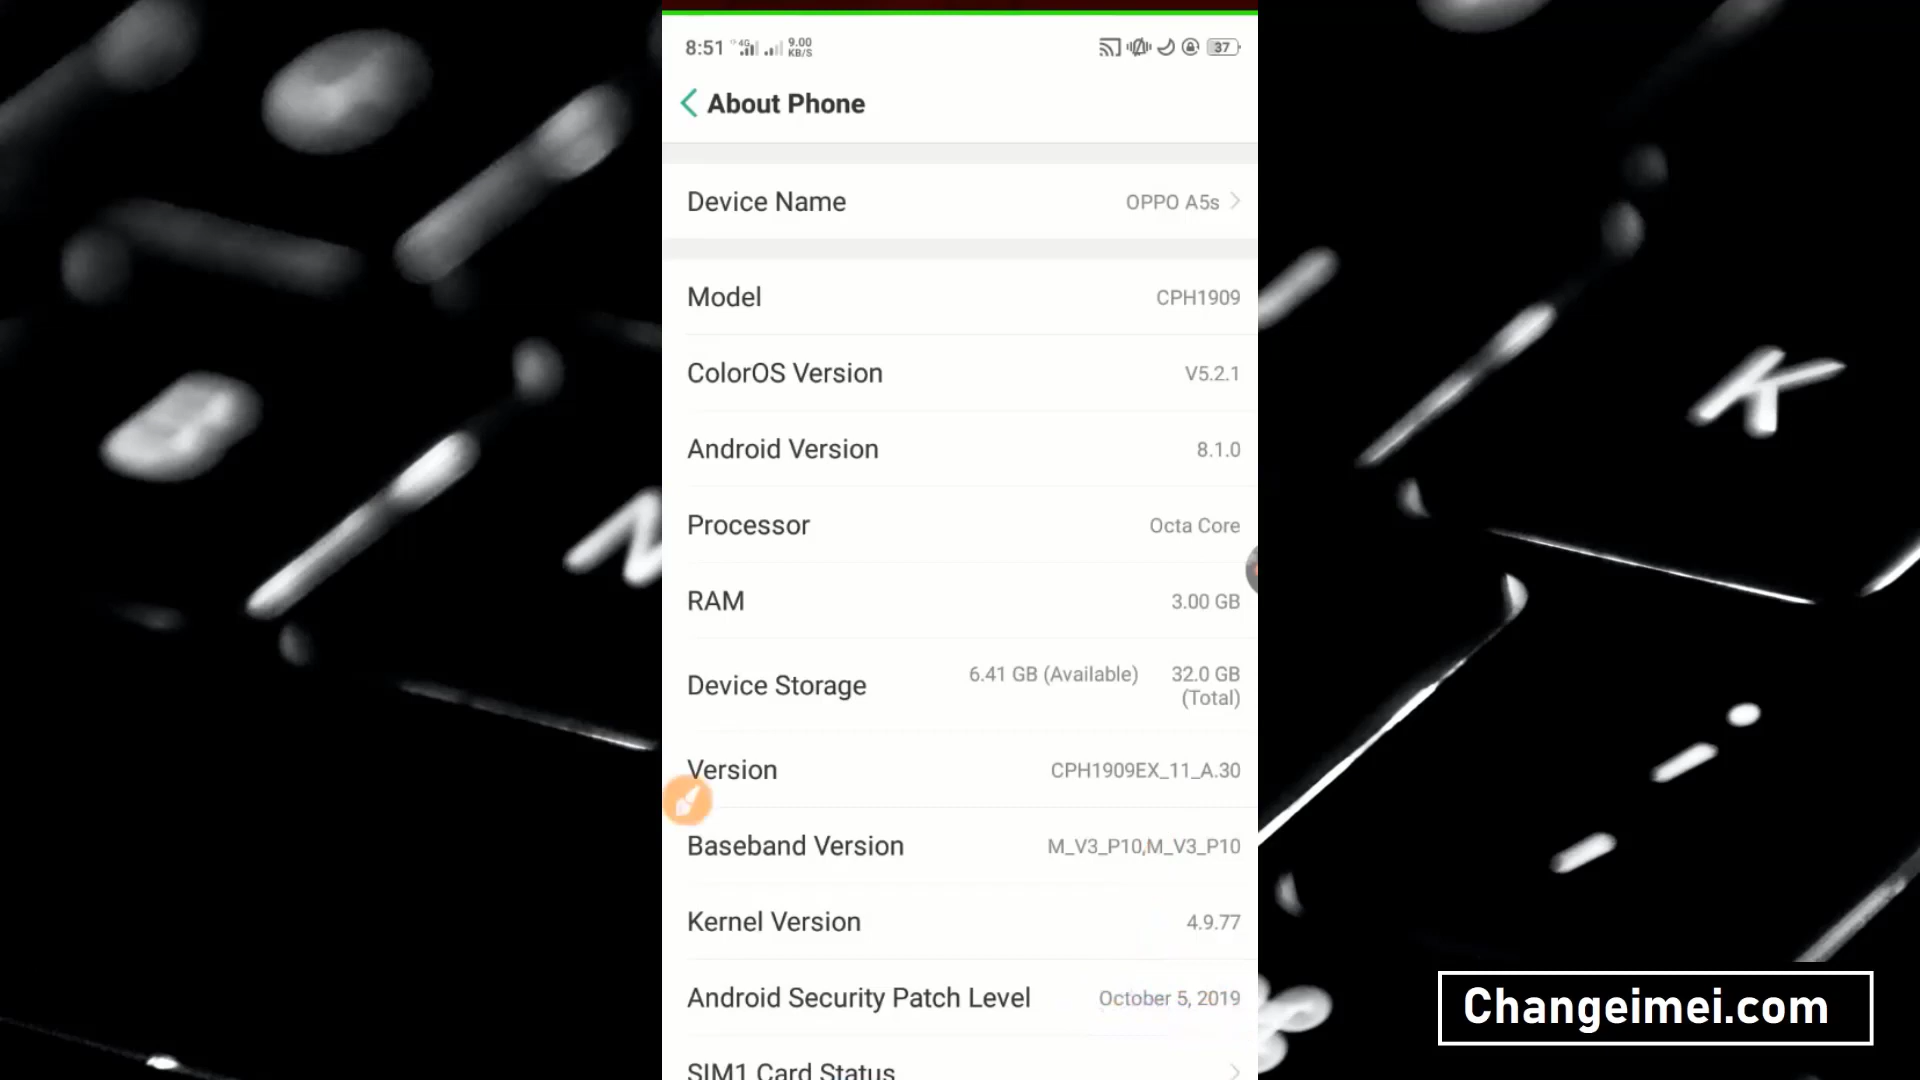 8:51 4G 9.00 KB/S 37
About Phone
Device Name OPPO A5s
Model CPH1909
ColorOS Version V5.2.1
Android Version 8.1.0
Processor Octa Core
RAM 3.00 GB
Device Storage 6.41 GB (Available) 32.0 GB
(Total)
Version CPH1909EX_11_A.30
Baseband Version M_V3_P10,M_V3_P10
Kernel Version 4.9.77
Android Security Patch Level October 5, 2019
SIM1 Card Status
K
N
Changeimei.com